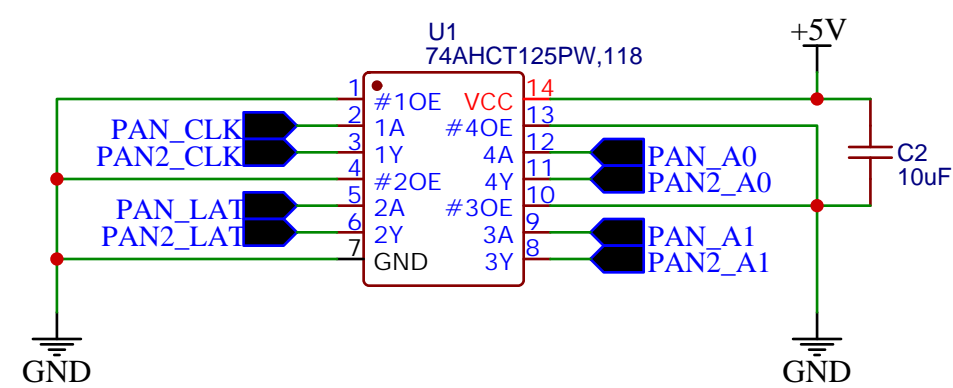 +5V
U1
74AHCT125PW,118
1 #1OE VCC 14
PAN_CLK 2 1A #4OE 13
PAN2_CLK 3 1Y 4A 12 PAN_A0
4 #2OE 4Y 11 PAN2_A0
PAN_LAT 5 2A #3OE 10
PAN2_LAT 6 2Y 3A 9 PAN_A1
7 GND 3Y 8 PAN2_A1
C2
10uF
GND
GND